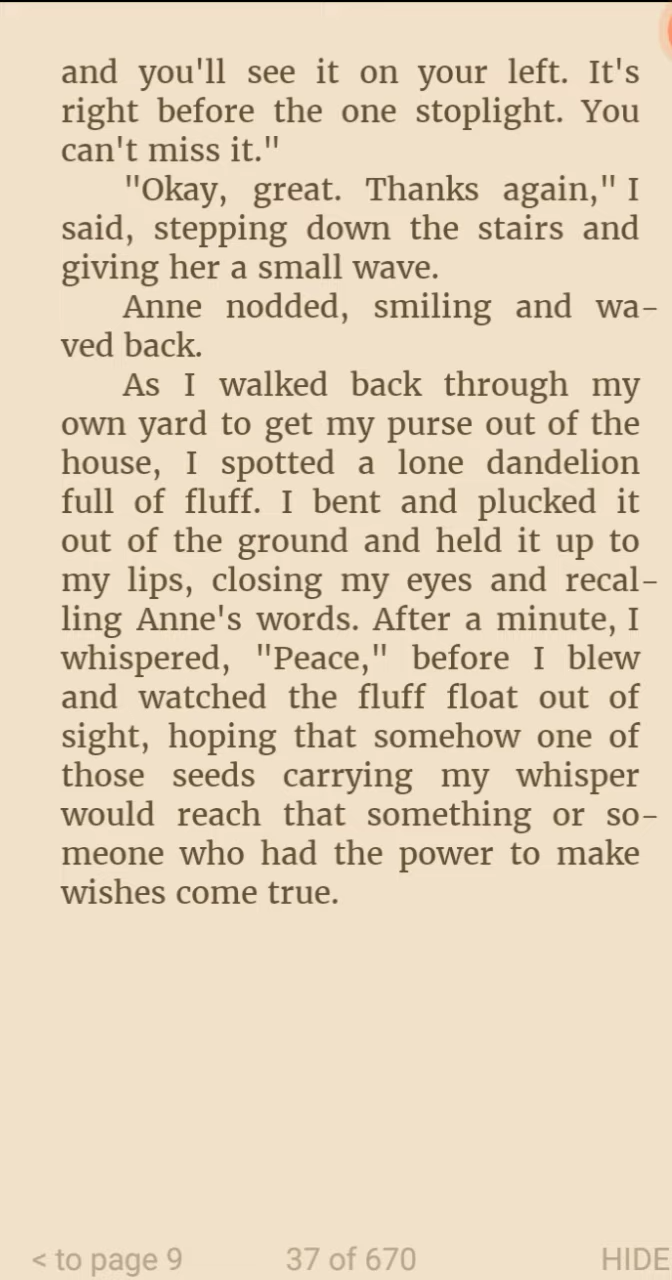 and you'll see it on your left. It's
right before the one stoplight. You
can't miss it."
"Okay, great. Thanks again," I
said, stepping down the stairs and
giving her a small wave.
Anne nodded, smiling and wa-
ved back.
As I walked back through my
own yard to get my purse out of the
house, I spotted a lone dandelion
full of fluff. I bent and plucked it
out of the ground and held it up to
my lips, closing my eyes and recal-
ling Anne's words. After a minute, I
whispered, "Peace," before I blew
and watched the fluff float out of
sight, hoping that somehow one of
those seeds carrying my whisper
would reach that something or so-
meone who had the power to make
wishes come true.
< to page 9 37 of 670 HIDE